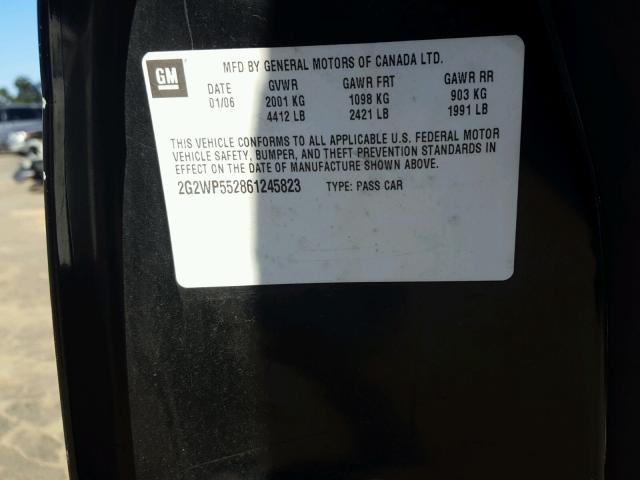 GM
MFD BY GENERAL MOTORS OF CANADA LTD.
DATE GVWR GAWR FRT GAWR RR
01/06 2001 KG 1098 KG 903 KG
4412 LB 2421 LB 1991 LB
THIS VEHICLE CONFORMS TO ALL APPLICABLE U.S. FEDERAL MOTOR
VEHICLE SAFETY, BUMPER, AND THEFT PREVENTION STANDARDS IN
EFFECT ON THE DATE OF MANUFACTURE SHOWN ABOVE.
2G2WP552861245823 TYPE: PASS CAR